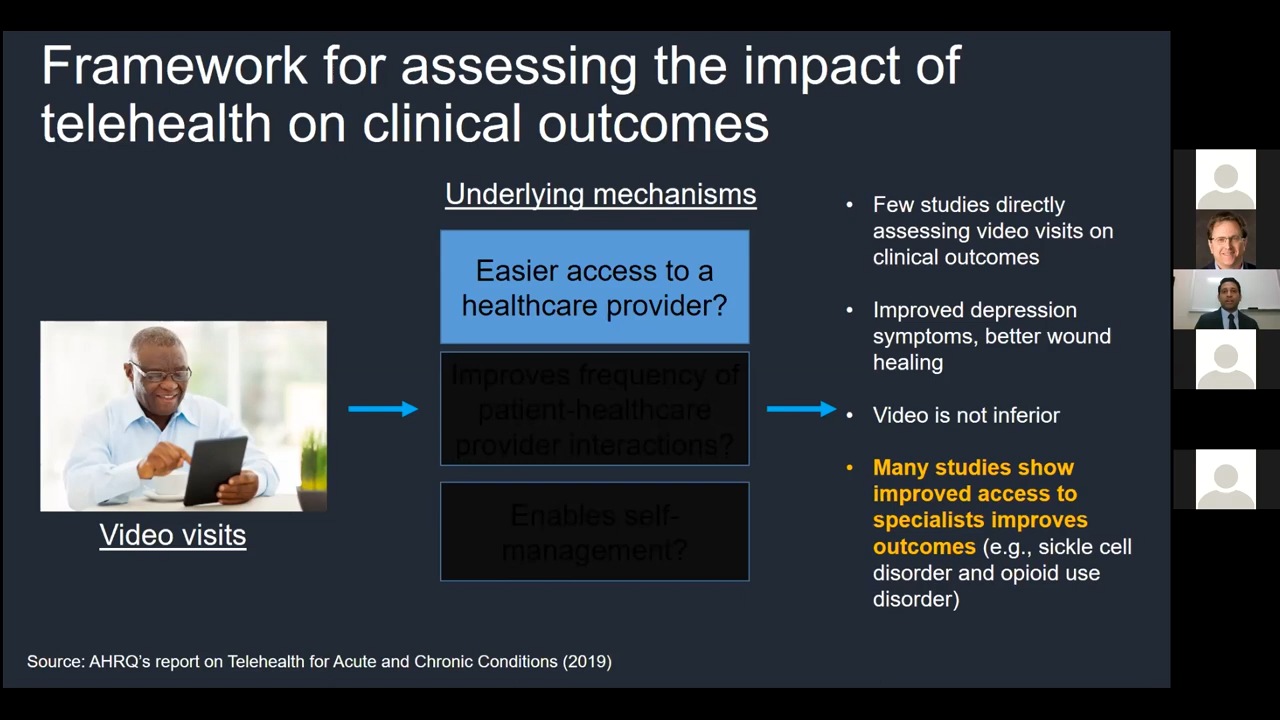 Framework for assessing the impact of
telehealth on clinical outcomes
Underlying mechanisms
Easier access to a
healthcare provider?
Improves frequency of
patient-healthcare
provider interactions?
Enables self-
management?
Video visits
• Few studies directly
assessing video visits on
clinical outcomes
• Improved depression
symptoms, better wound
healing
• Video is not inferior
• Many studies show
improved access to
specialists improves
outcomes (e.g., sickle cell
disorder and opioid use
disorder)
Source: AHRQ's report on Telehealth for Acute and Chronic Conditions (2019)